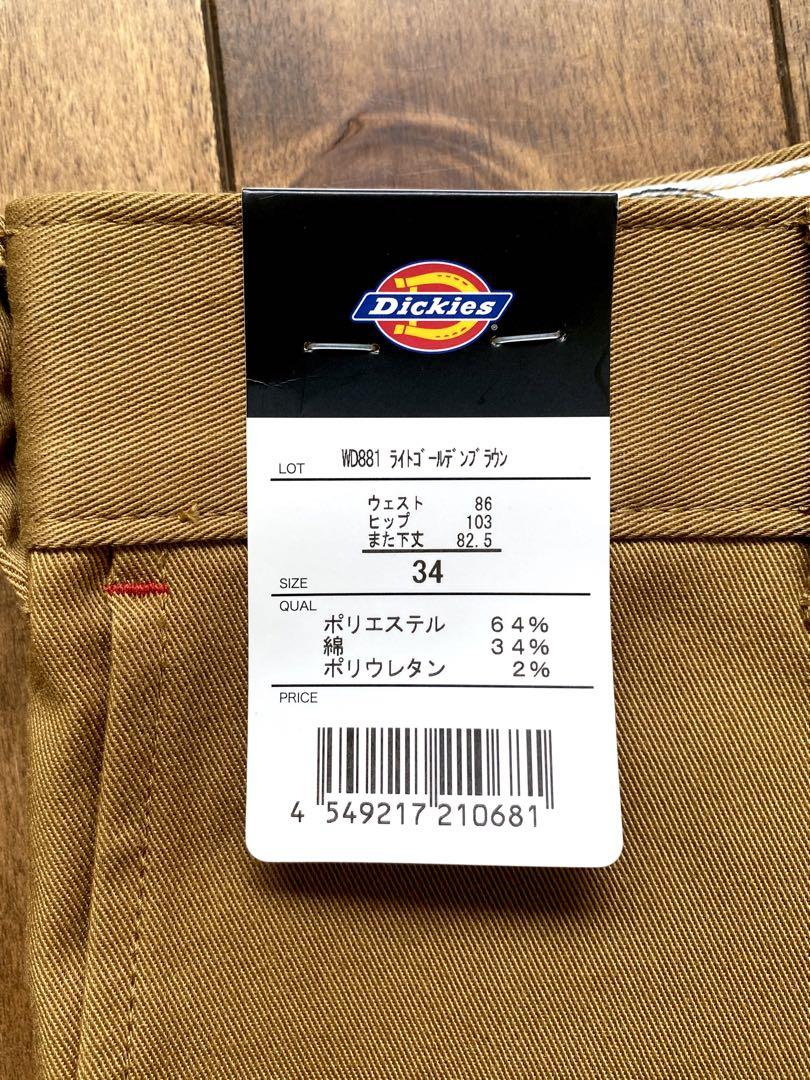 Dickies
LOT WD881 ライトゴールデンブラウン
ウェスト 86
ヒップ 103
また下丈 82.5
SIZE 34
QUAL
ポリエステル 64%
綿 34%
ポリウレタン 2%
PRICE
4 549217 210681